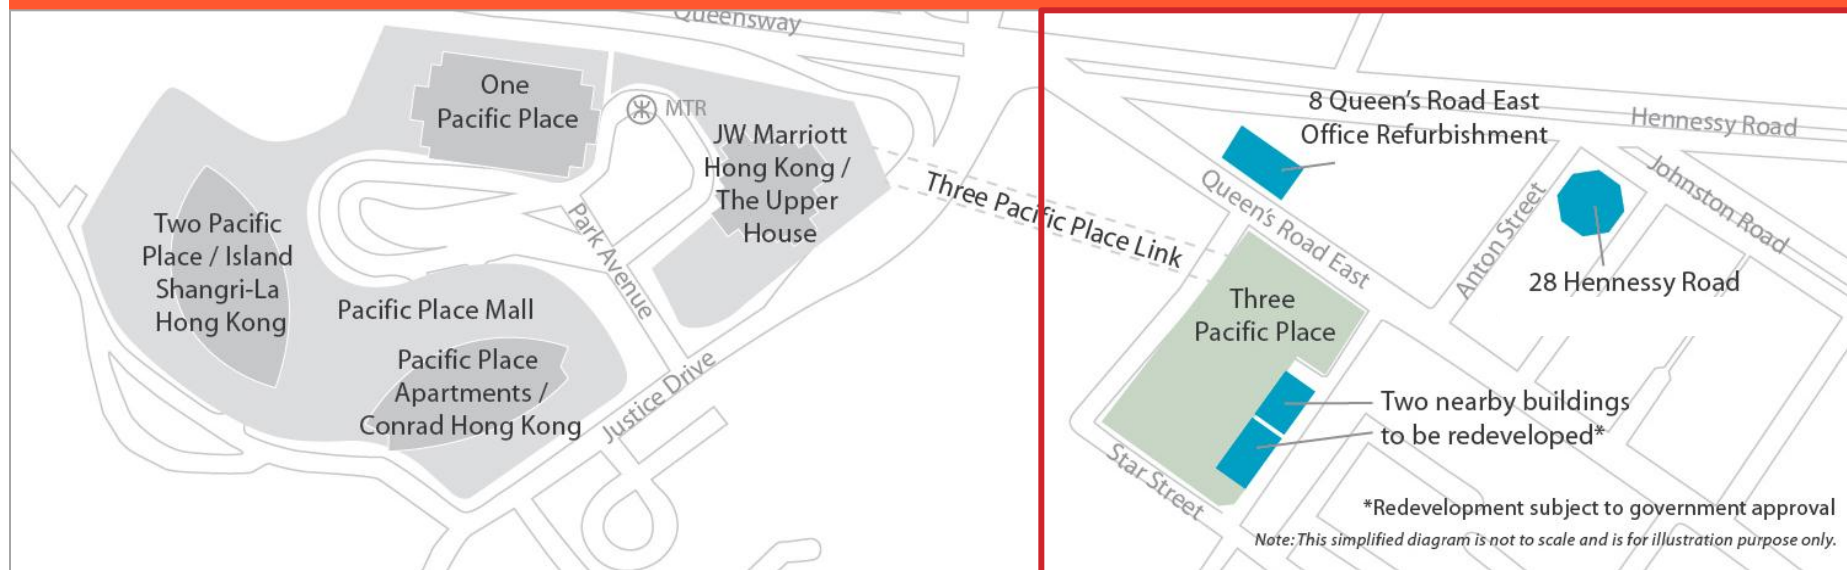 Queensway
One
Pacific Place
MTR
JW Marriott
Hong Kong /
The Upper
House
Two Pacific
Place / Island
Shangri-La
Hong Kong
Park Avenue
Pacific Place Mall
Pacific Place
Apartments /
Conrad Hong Kong
Justice Drive
Three Pacific Place Link
8 Queen's Road East
Office Refurbishment
Hennessy Road
Johnston Road
Queen's Road East
Anton Street
28 Hennessy Road
Three
Pacific Place
Two nearby buildings
to be redeveloped*
Star Street
*Redevelopment subject to government approval
Note: This simplified diagram is not to scale and is for illustration purpose only.